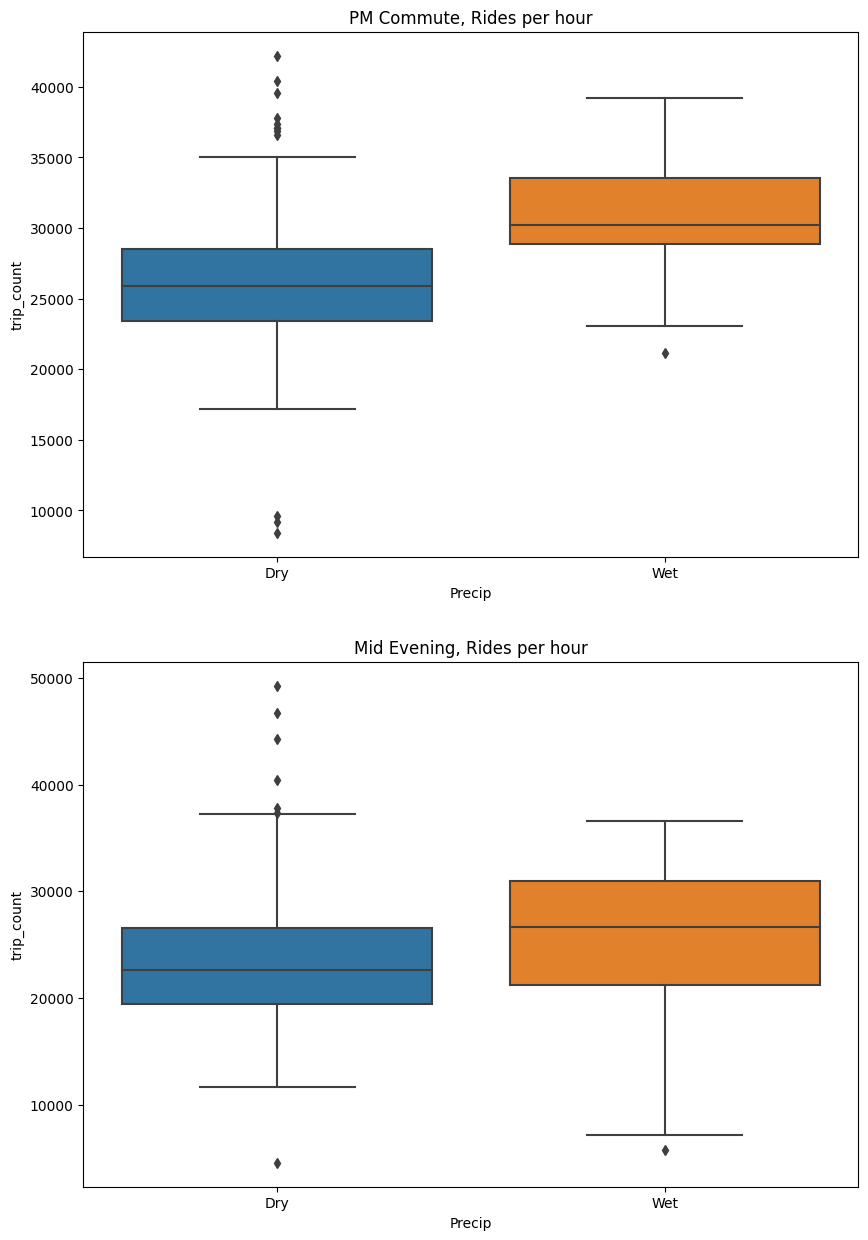 PM Commute, Rides per hour
40000
35000
30000
25000
20000
15000
10000
trip_count
Dry
Wet
Precip
Mid Evening, Rides per hour
50000
40000
30000
20000
10000
trip_count
Dry
Wet
Precip